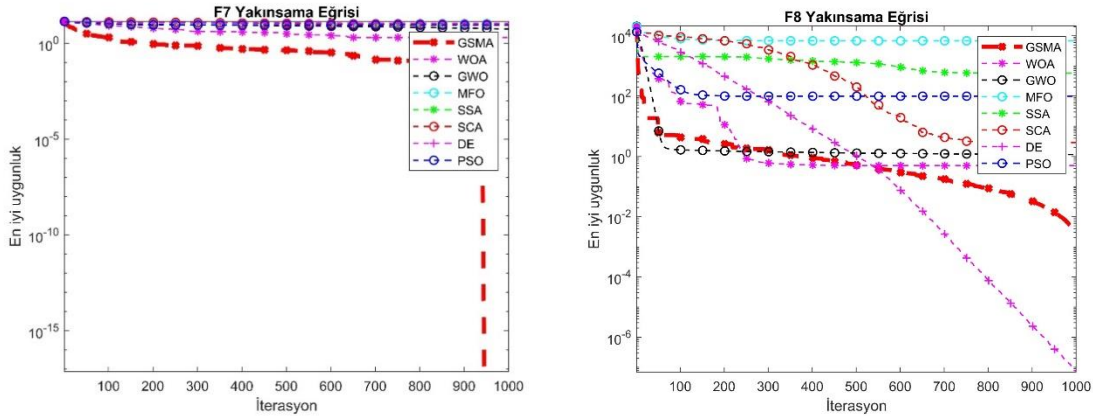 F7 Yakınsama Eğrisi
10^0
10^-5
10^-10
10^-15
En iyi uygunluk
100 200 300 400 500 600 700 800 900 1000
İterasyon
GSMA
WOA
GWO
MFO
SSA
SCA
DE
PSO
F8 Yakınsama Eğrisi
10^4
10^2
10^0
10^-2
10^-4
10^-6
En iyi uygunluk
100 200 300 400 500 600 700 800 900 1000
İterasyon
GSMA
WOA
GWO
MFO
SSA
SCA
DE
PSO